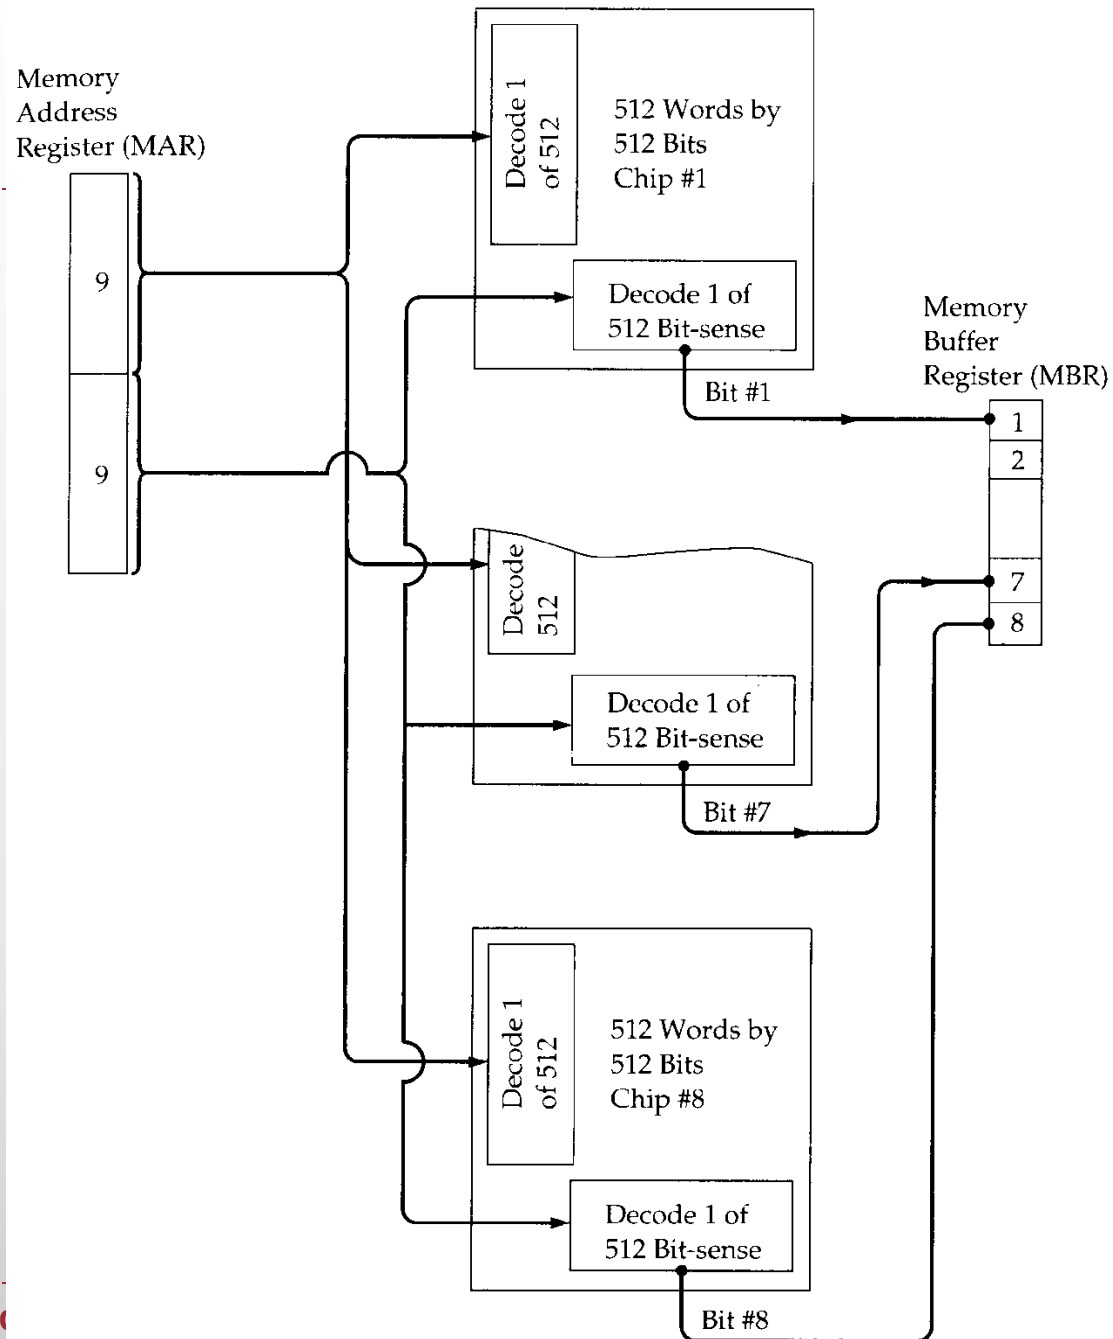 Memory
Address
Register (MAR)
9
9
Decode 1
of 512
512 Words by
512 Bits
Chip #1
Decode 1 of
512 Bit-sense
Bit #1
Memory
Buffer
Register (MBR)
1
2
7
8
Decode
512
Decode 1 of
512 Bit-sense
Bit #7
Decode 1
of 512
512 Words by
512 Bits
Chip #8
Decode 1 of
512 Bit-sense
Bit #8